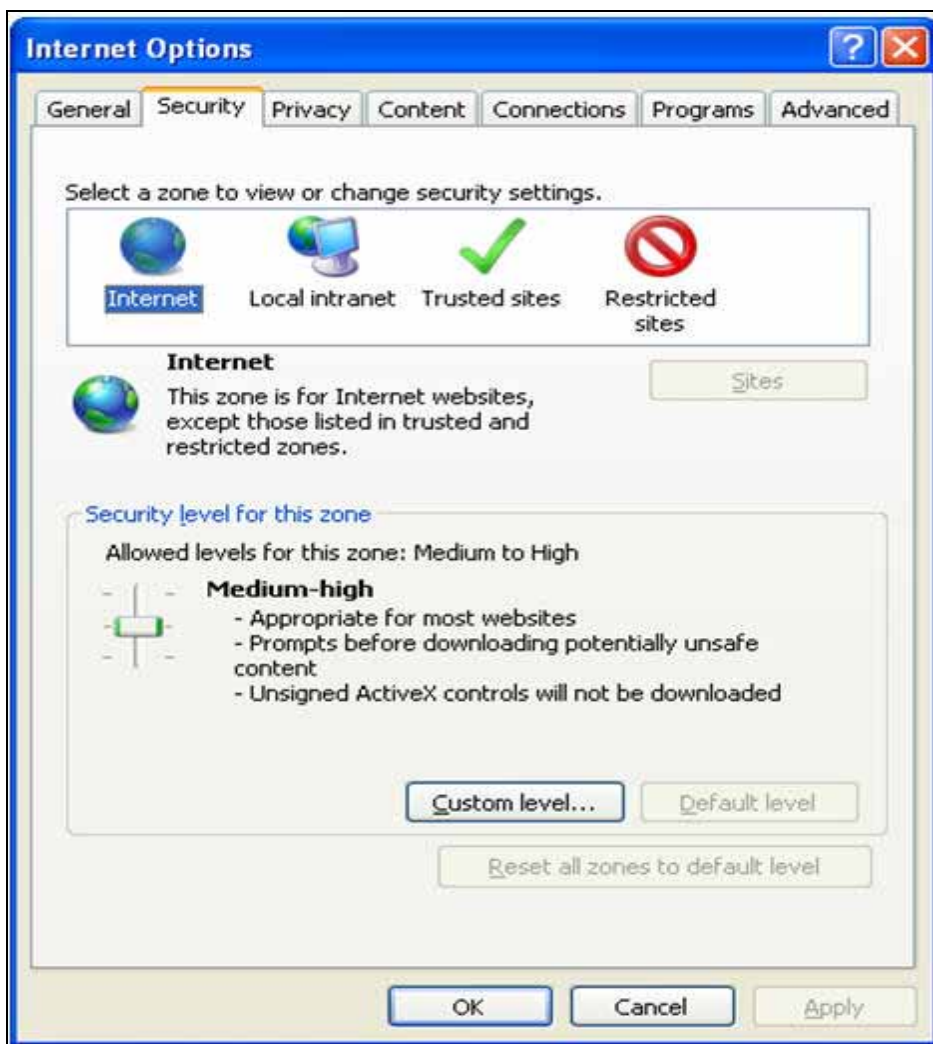 Internet Options
General Security Privacy Content Connections Programs Advanced
Select a zone to view or change security settings.
Internet Local intranet Trusted sites Restricted
sites
Internet
Sites
This zone is for Internet websites,
except those listed in trusted and
restricted zones.
Security level for this zone
Allowed levels for this zone: Medium to High
Medium-high
- Appropriate for most websites
- Prompts before downloading potentially unsafe
content
- Unsigned ActiveX controls will not be downloaded
Custom level... Default level
Reset all zones to default level
OK Cancel Apply